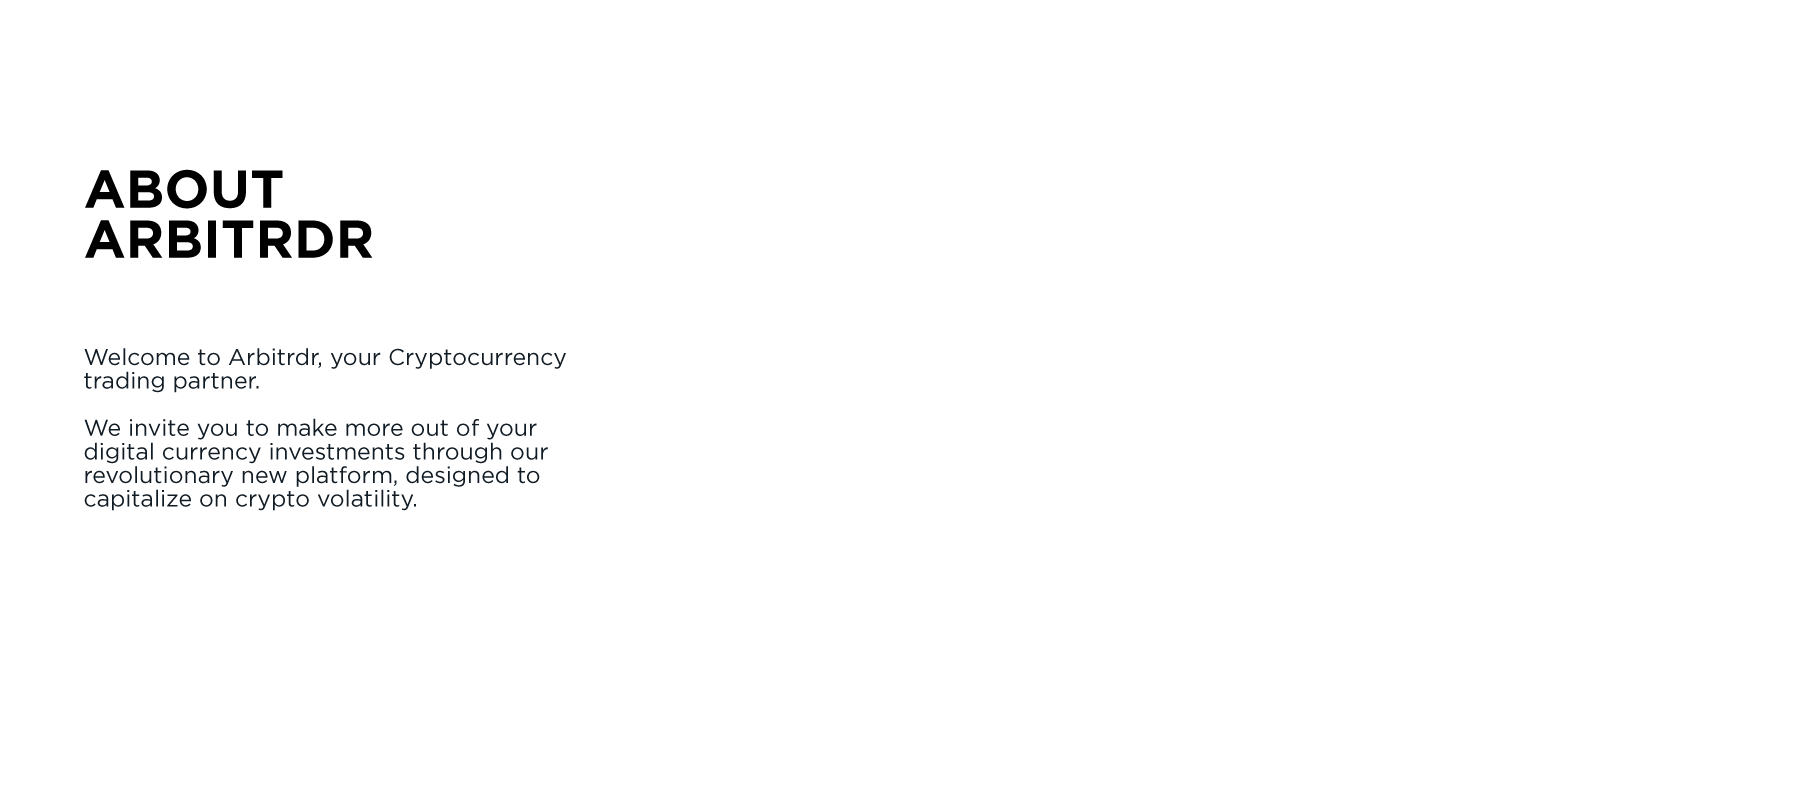 ABOUT
ARBITRDR
Welcome to Arbitrdr, your Cryptocurrency
trading partner.
We invite you to make more out of your
digital currency investments through our
revolutionary new platform, designed to
capitalize on crypto volatility.